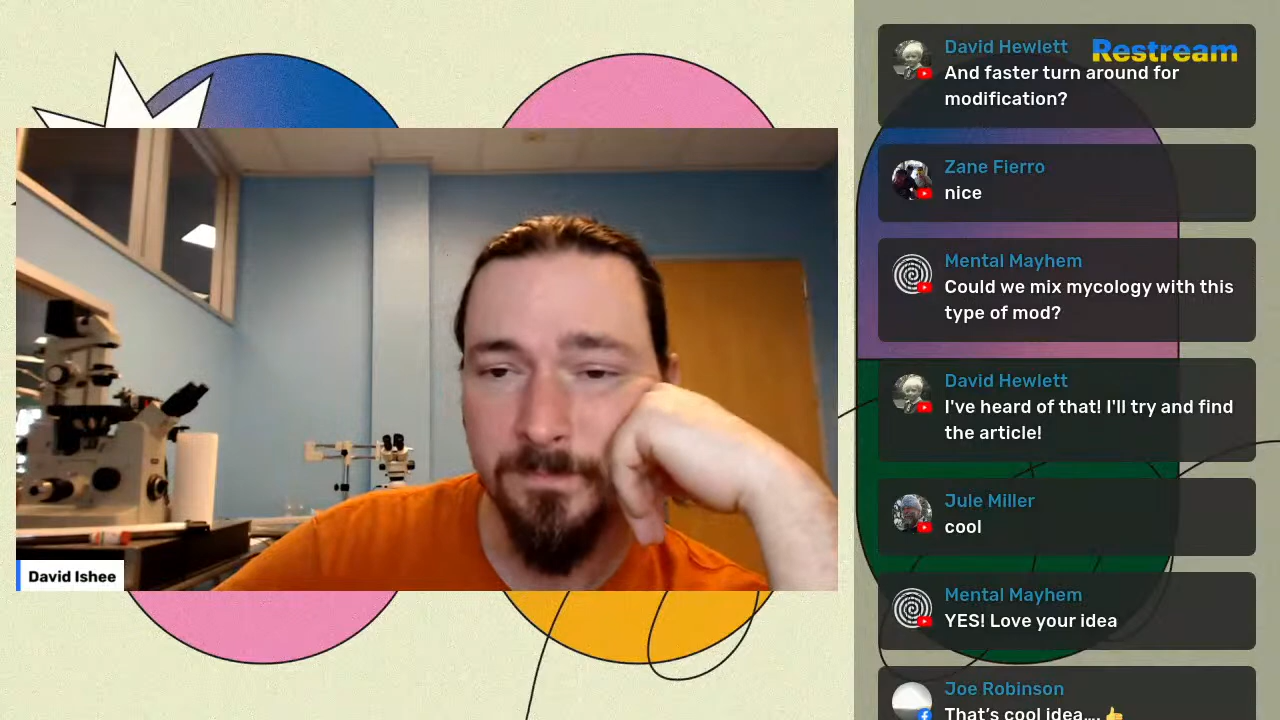 David Hewlett
Restream
And faster turn around for
modification?
Zane Fierro
nice
Mental Mayhem
Could we mix mycology with this
type of mod?
David Hewlett
I've heard of that! I'll try and find
the article!
Jule Miller
cool
Mental Mayhem
YES! Love your idea
Joe Robinson
That's cool idea.... 👍
David Ishee